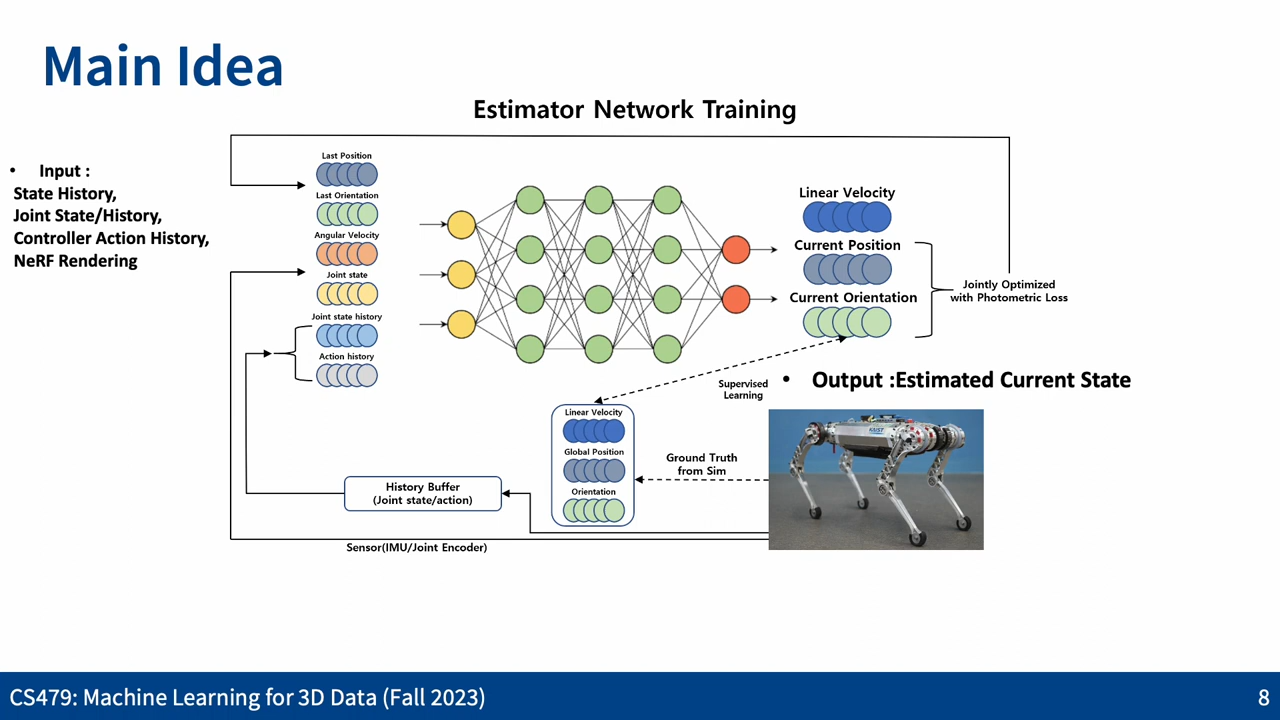 Main Idea
Estimator Network Training
• Input :
State History,
Joint State/History,
Controller Action History,
NeRF Rendering
Last Position
Last Orientation
Angular Velocity
Joint state
Joint state history
Action history
Linear Velocity
Current Position
Current Orientation
Jointly Optimized
with Photometric Loss
Supervised
Learning
• Output :Estimated Current State
Linear Velocity
Global Position
Orientation
Ground Truth
from Sim
History Buffer
(Joint state/action)
Sensor(IMU/Joint Encoder)
KAIST
CS479: Machine Learning for 3D Data (Fall 2023)
8